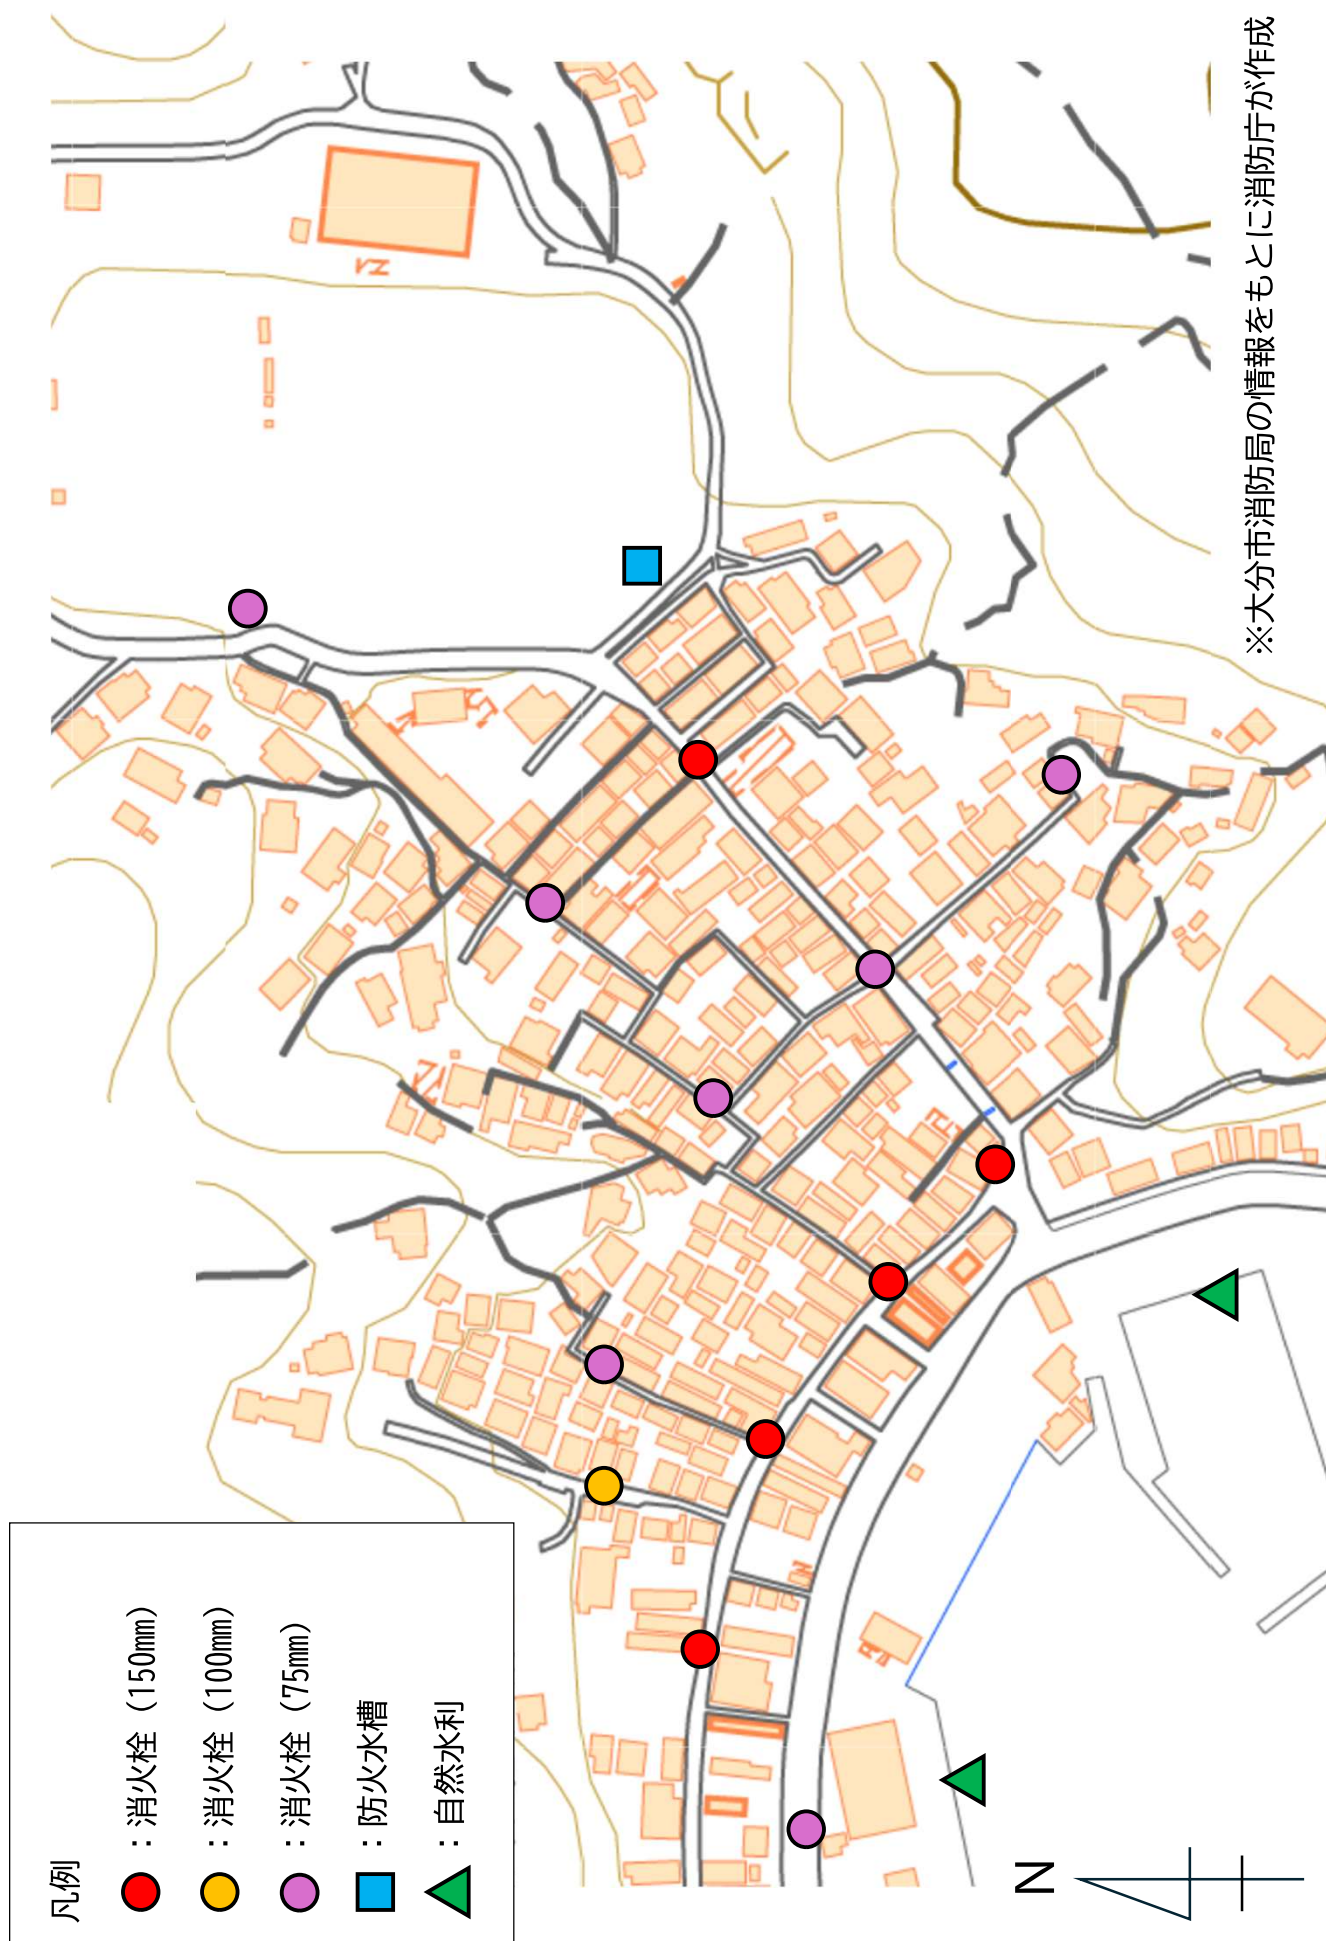 凡例
：消火栓（150㎜）
：消火栓（100㎜）
：消火栓（75㎜）
：防火水槽
：自然水利
N
※大分市消防局の情報をもとに消防庁が作成